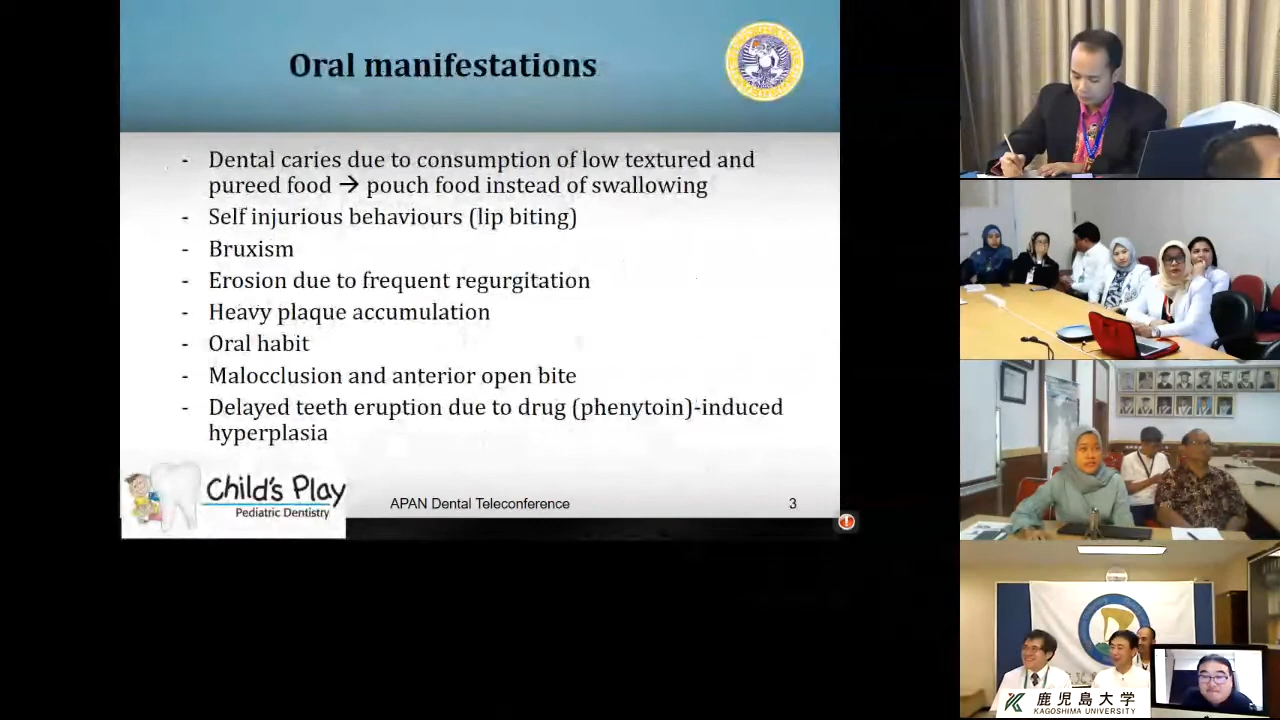 Oral manifestations
- Dental caries due to consumption of low textured and
pureed food → pouch food instead of swallowing
- Self injurious behaviours (lip biting)
- Bruxism
- Erosion due to frequent regurgitation
- Heavy plaque accumulation
- Oral habit
- Malocclusion and anterior open bite
- Delayed teeth eruption due to drug (phenytoin)-induced
hyperplasia
Child's Play
Pediatric Dentistry
APAN Dental Teleconference
3
鹿児島大学
KAGOSHIMA UNIVERSITY